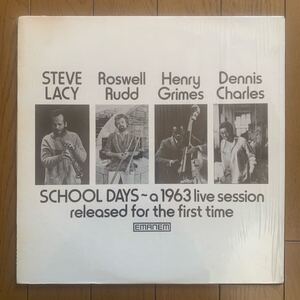 STEVE LACY
Roswell Rudd
Henry Grimes
Dennis Charles
SCHOOL DAYS~a 1963 live session
released for the first time
EMANEM